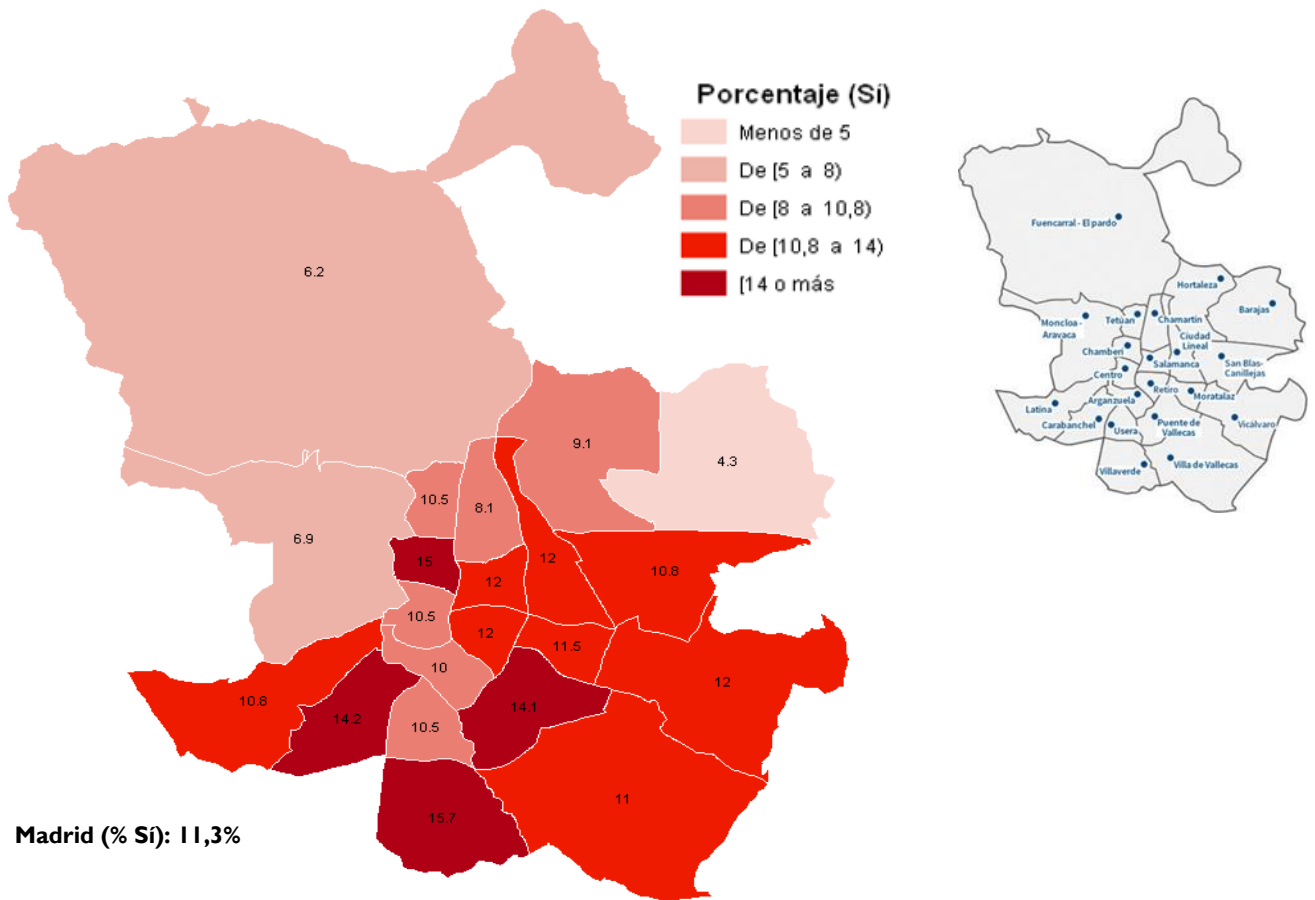 Porcentaje (Sí)
Menos de 5
De [5 a 8)
De [8 a 10,8)
De [10,8 a 14)
[14 o más
6.2
9.1
4.3
10.5
8.1
6.9
15
12
12
10.8
10.5
12
11.5
10
12
10.8
14.2
10.5
14.1
11
15.7
Madrid (% Sí): 11,3%
Fuencarral - El pardo
Hortaleza
Barajas
Moncloa -
Aravaca
Tetúan
Chamartín
Ciudad
Lineal
Chamberí
Salamanca
San Blas-
Canillejas
Centro
Retiro
Moratalaz
Arganzuela
Latina
Carabanchel
Usera
Puente de
Vallecas
Vicálvaro
Villaverde
Villa de Vallecas